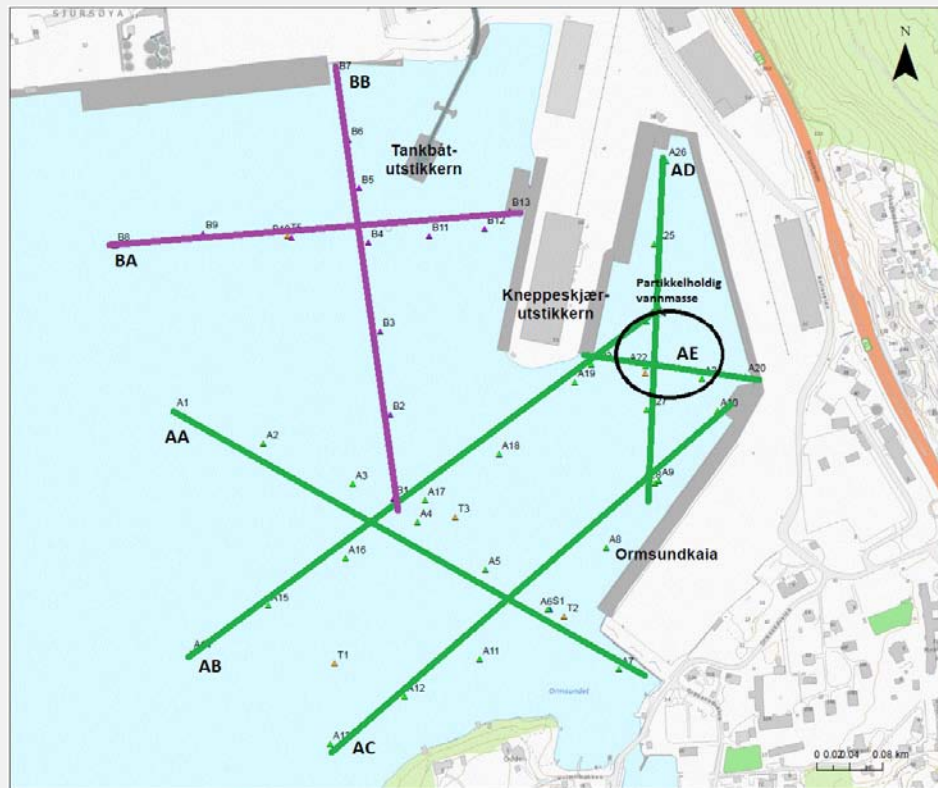 SJURSØYA
N
B7
BB
B6
Tankbåt-
utstikkern
A26
AD
B5
B13
B12
B9
B8
BA
B4
B11
A25
Partikkelholdig
vannmasse
Kneppeskjær-
utstikkern
B3
AE
A22
A20
A19
A1
AA
B2
A10
A2
A18
A3
A9
B1
A17
A4
T3
A8
Ormsundkaia
A16
A5
A15
A6
S1
T2
AB
T1
A11
A7
Ormsundet
A12
AC
0 0.02 0.04 0.08 km